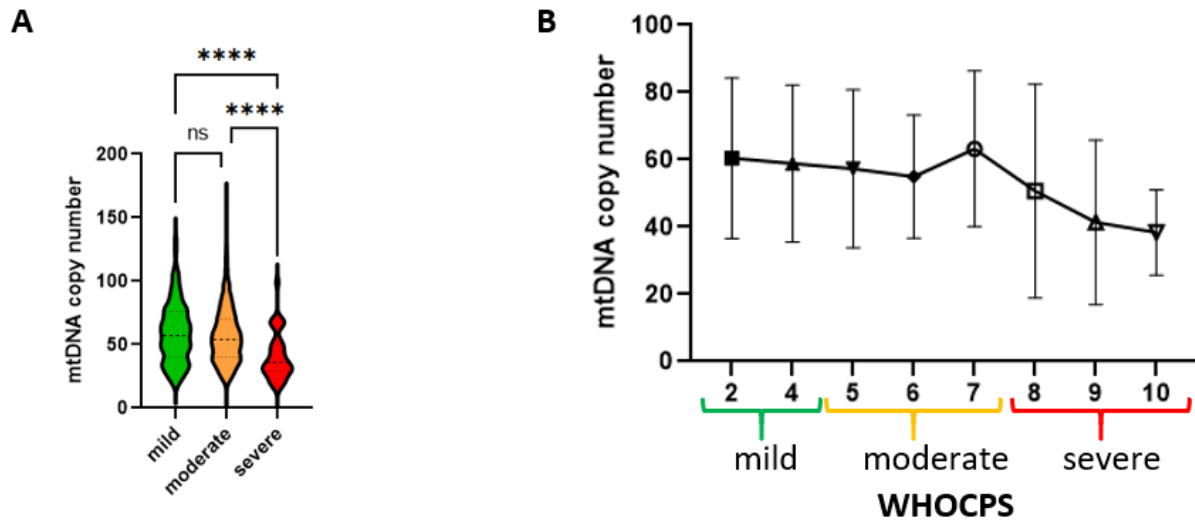 A
****
****
ns
mtDNA copy number
200
150
100
50
0
mild
moderate
severe
B
mtDNA copy number
100
80
60
40
20
0
2 4 5 6 7 8 9 10
mild moderate severe
WHOCPS